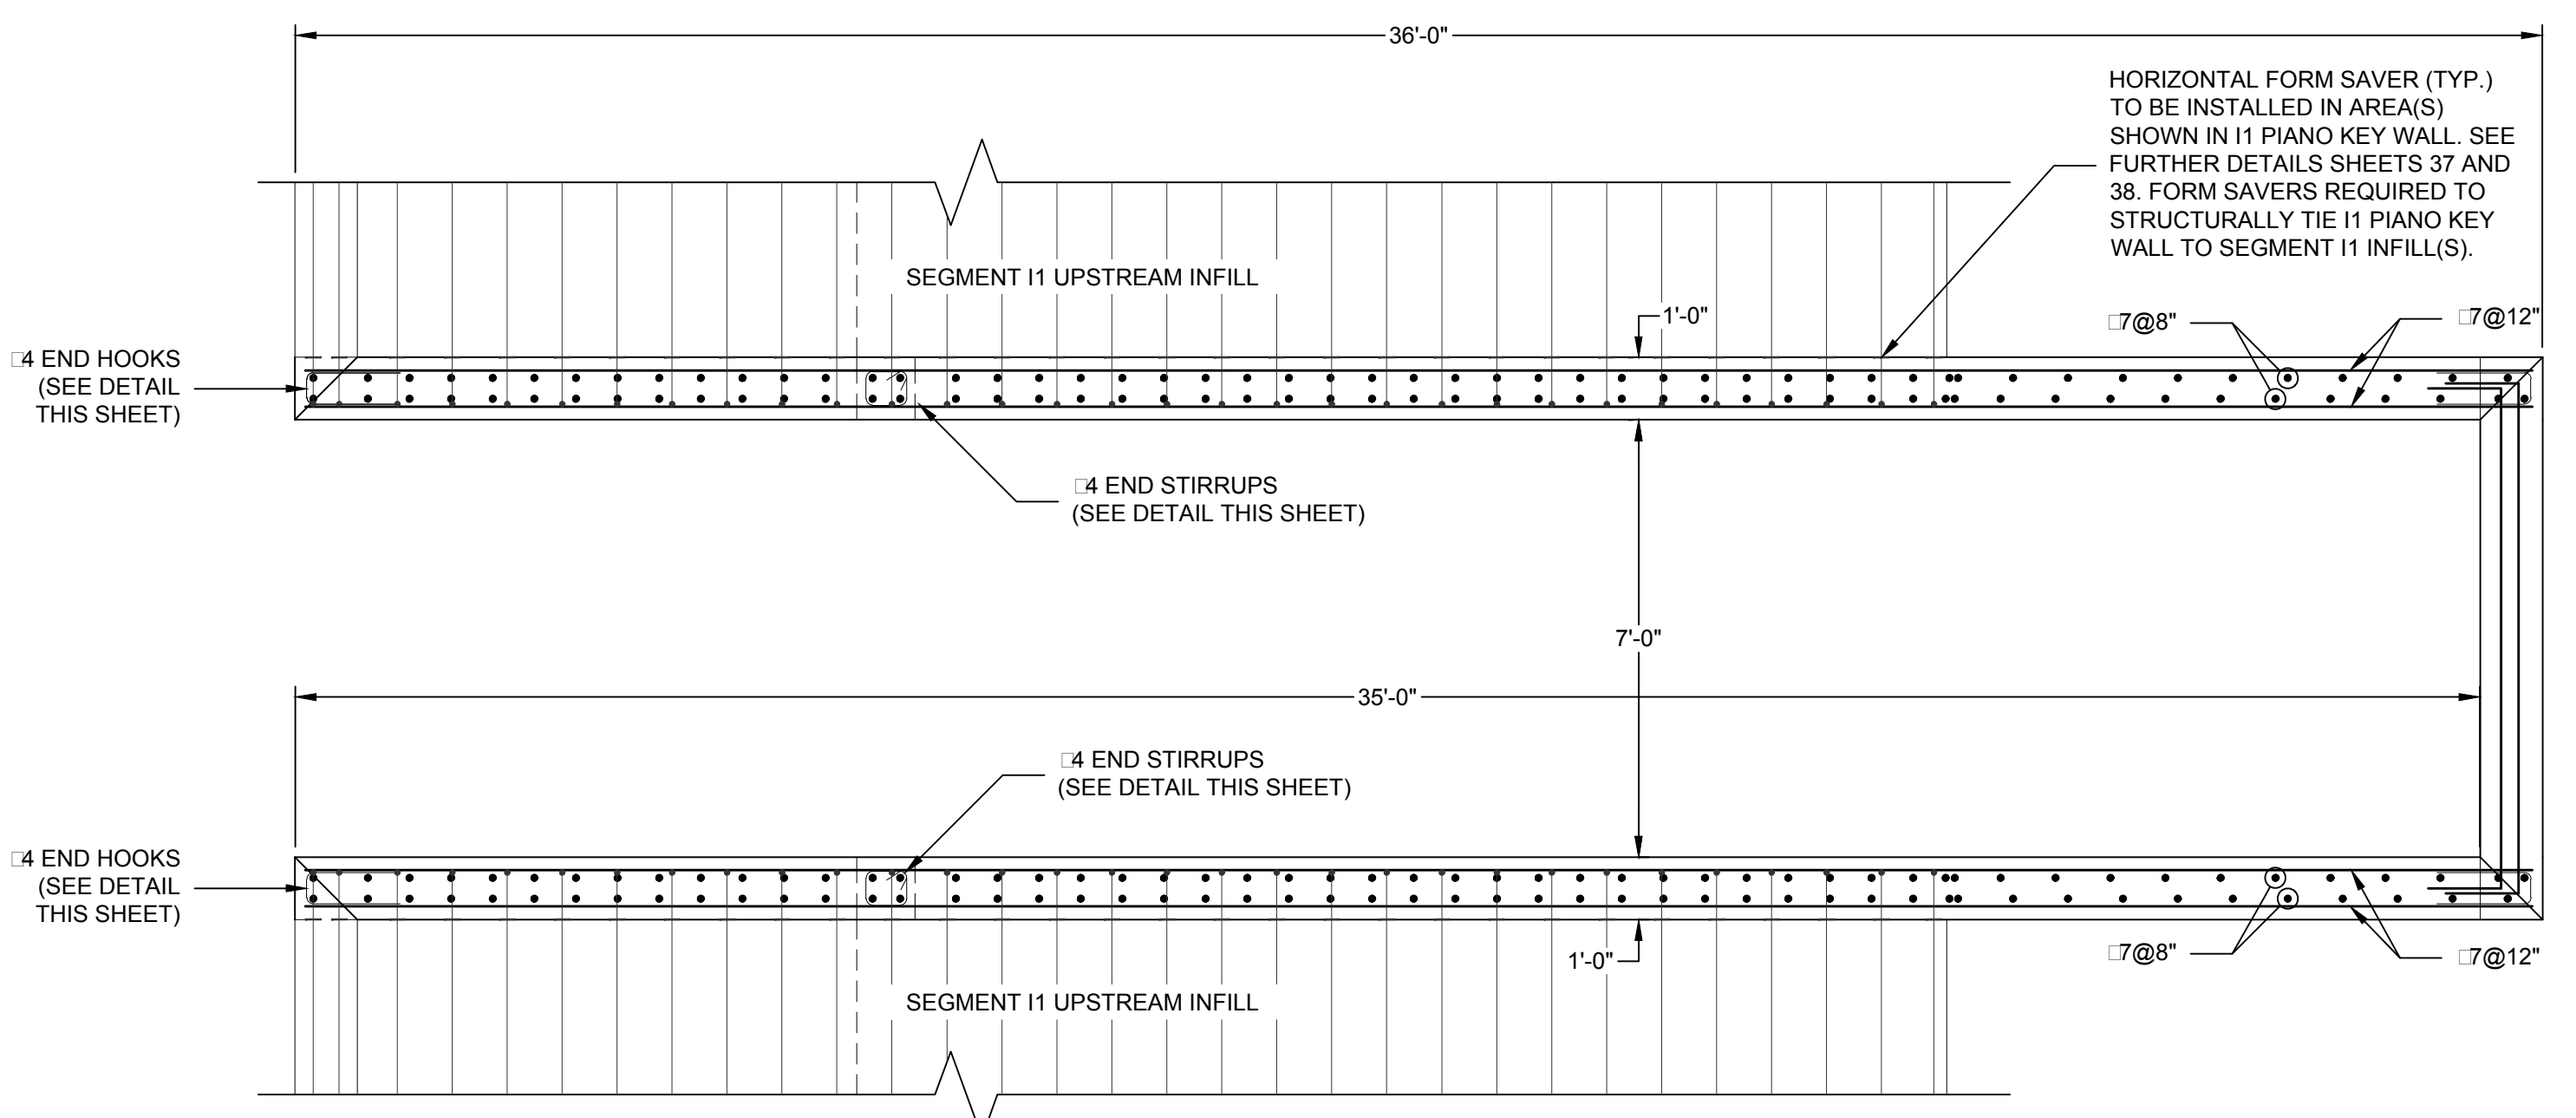 36'-0"
HORIZONTAL FORM SAVER (TYP.)
TO BE INSTALLED IN AREA(S)
SHOWN IN I1 PIANO KEY WALL. SEE
FURTHER DETAILS SHEETS 37 AND
38. FORM SAVERS REQUIRED TO
STRUCTURALLY TIE I1 PIANO KEY
WALL TO SEGMENT I1 INFILL(S).
SEGMENT I1 UPSTREAM INFILL
1'-0"
□7@8"
□7@12"
□4 END HOOKS
(SEE DETAIL
THIS SHEET)
□4 END STIRRUPS
(SEE DETAIL THIS SHEET)
7'-0"
35'-0"
□4 END STIRRUPS
(SEE DETAIL THIS SHEET)
□4 END HOOKS
(SEE DETAIL
THIS SHEET)
1'-0"
□7@8"
□7@12"
SEGMENT I1 UPSTREAM INFILL